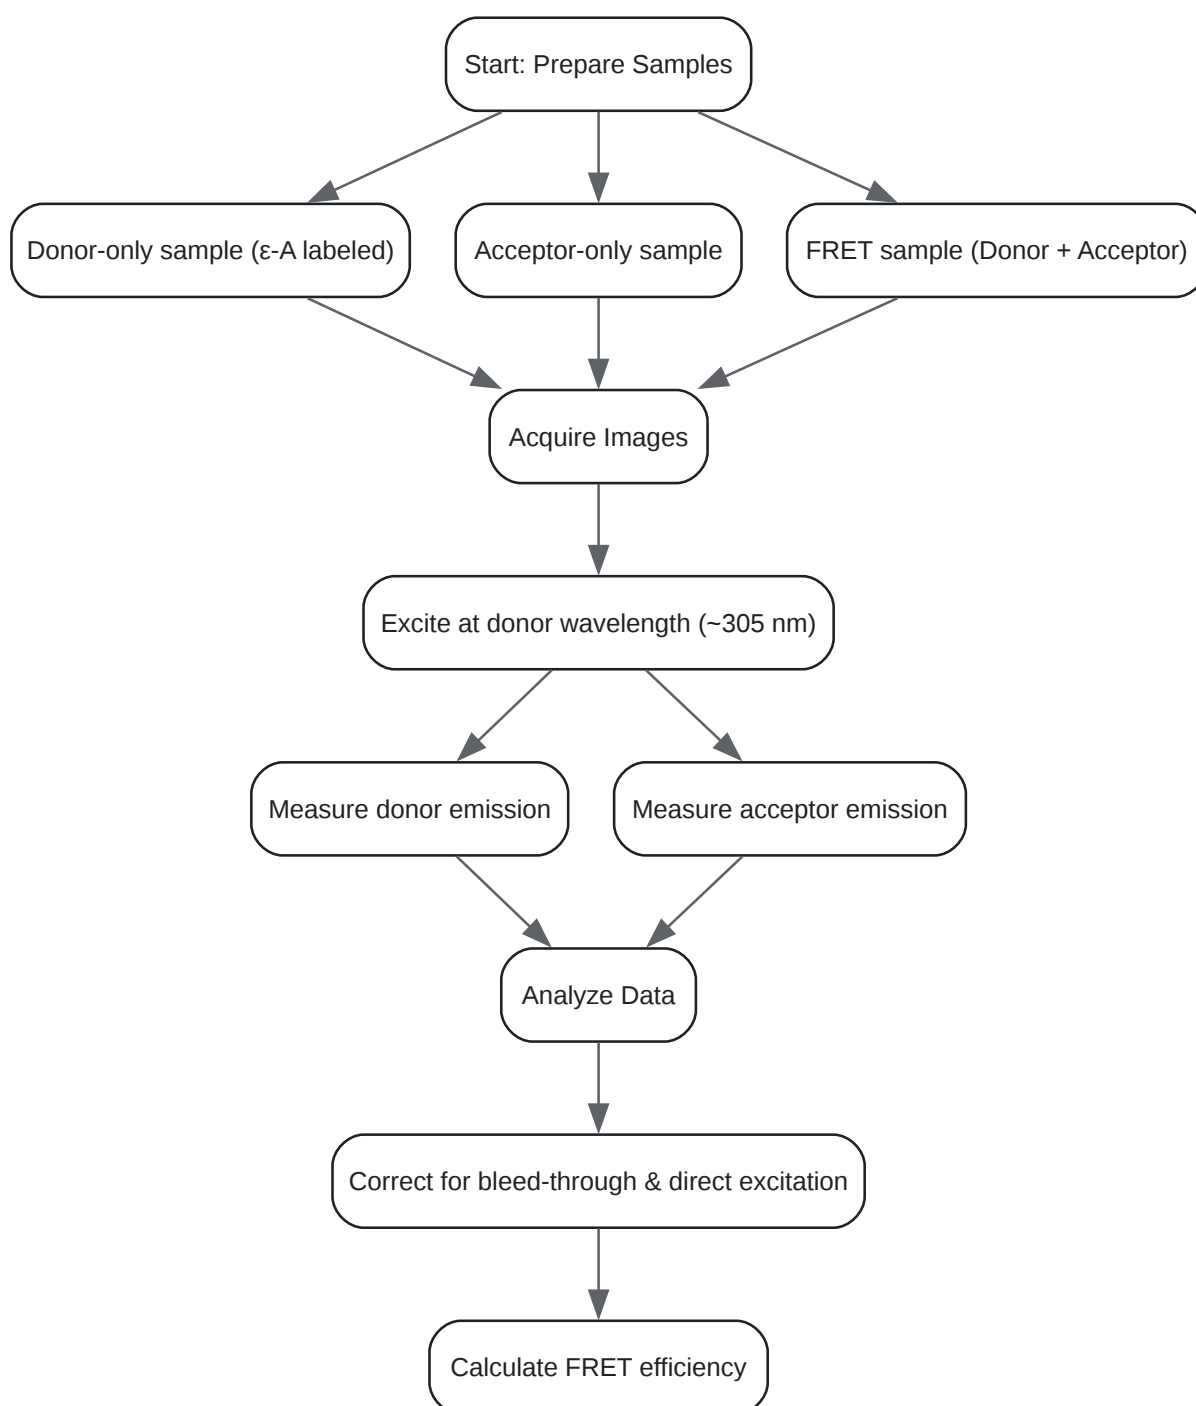 Start: Prepare Samples
Donor-only sample (ε-A labeled)
Acceptor-only sample
FRET sample (Donor + Acceptor)
Acquire Images
Excite at donor wavelength (~305 nm)
Measure donor emission
Measure acceptor emission
Analyze Data
Correct for bleed-through & direct excitation
Calculate FRET efficiency